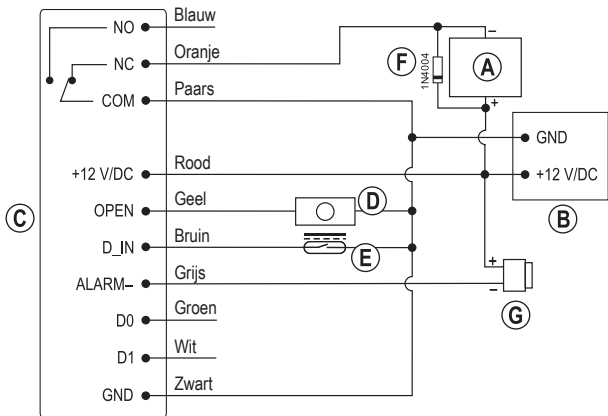 NO Blauw
NC Oranje
COM Paars
+12 V/DC Rood
OPEN Geel
D_IN Bruin
ALARM– Grijs
D0 Groen
D1 Wit
GND Zwart
C
F
1N4004
–
A
+
GND
+12 V/DC
B
D
E
+
–
G